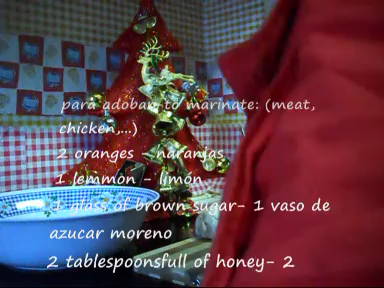 para adobar, to marinate: (meat,
chicken,...)
2 oranges - naranjas
1 lemmon - limón
1 glass of brown sugar- 1 vaso de
azucar moreno
2 tablespoonsfull of honey- 2